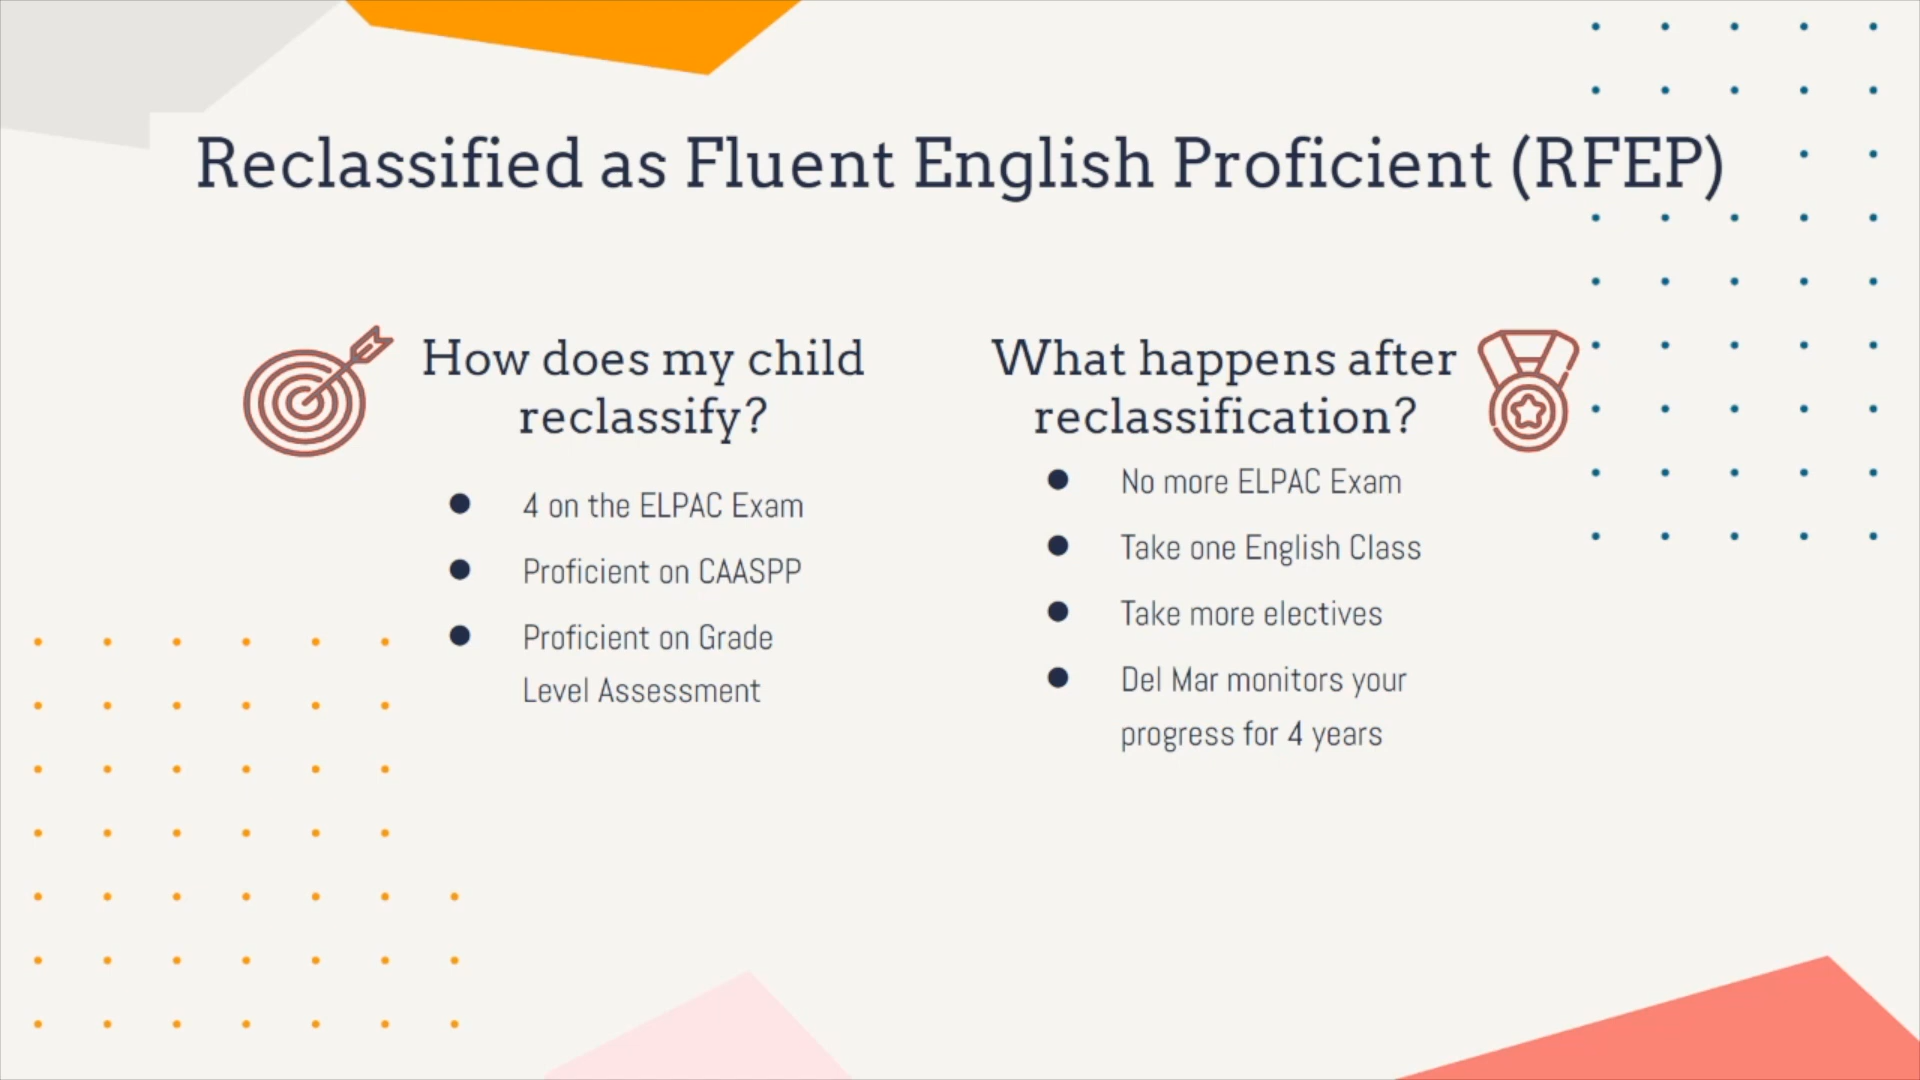 Reclassified as Fluent English Proficient (RFEP)
How does my child
reclassify?
4 on the ELPAC Exam
Proficient on CAASPP
Proficient on Grade
Level Assessment
What happens after
reclassification?
No more ELPAC Exam
Take one English Class
Take more electives
Del Mar monitors your
progress for 4 years